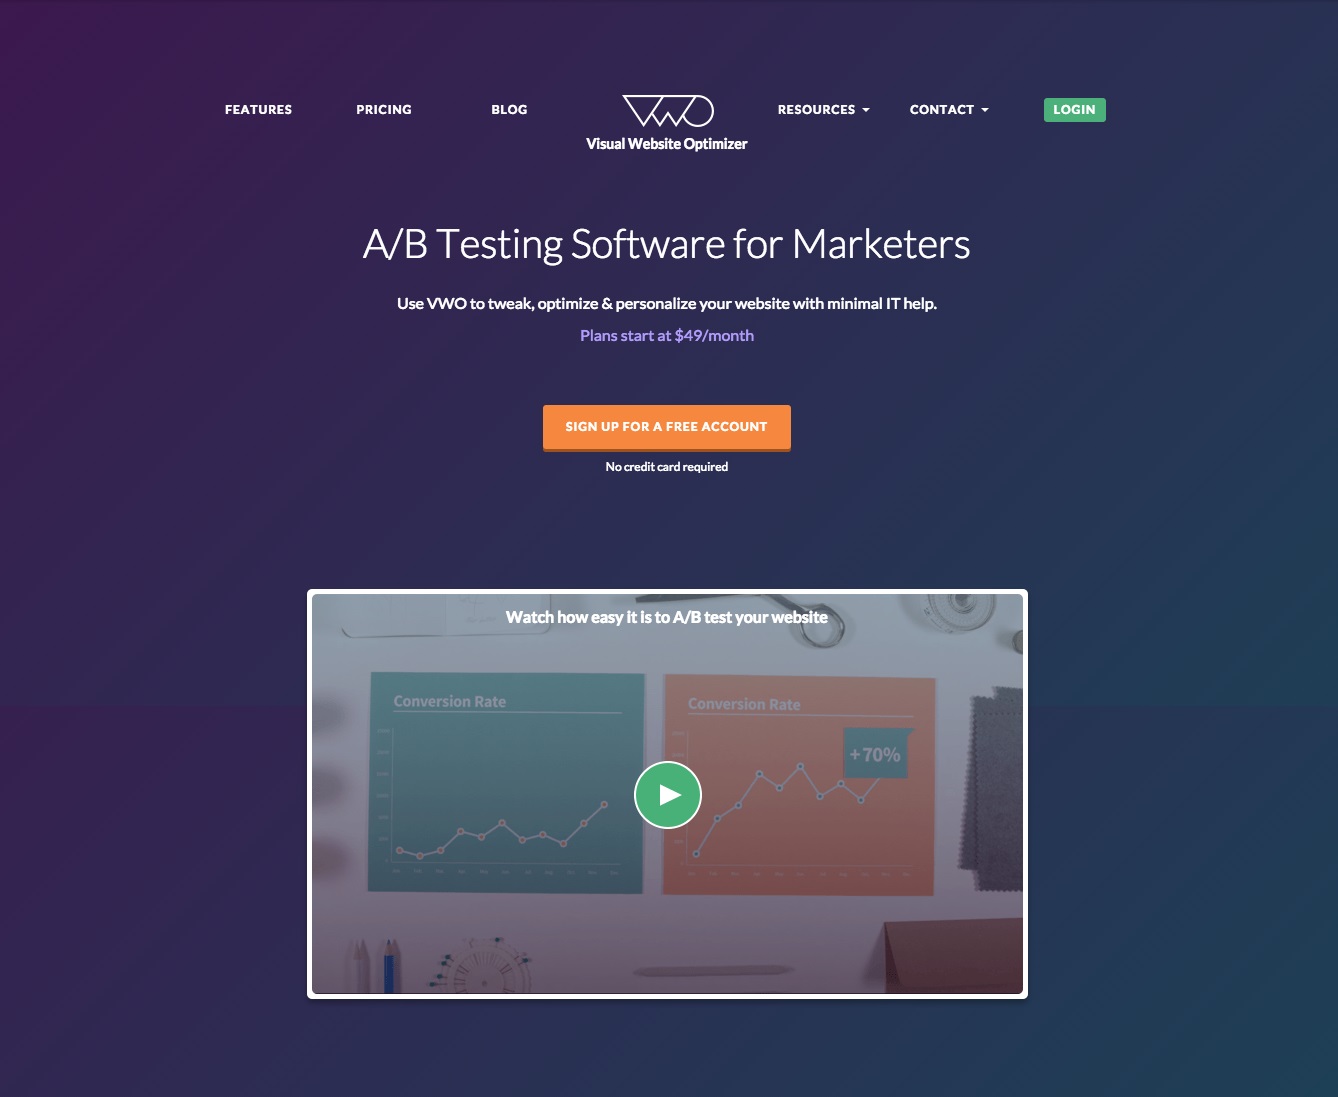 FEATURES
PRICING
BLOG
VWO
Visual Website Optimizer
RESOURCES
CONTACT
LOGIN
A/B Testing Software for Marketers
Use VWO to tweak, optimize & personalize your website with minimal IT help.
Plans start at $49/month
SIGN UP FOR A FREE ACCOUNT
No credit card required
Watch how easy it is to A/B test your website
Conversion Rate
Conversion Rate
+70%